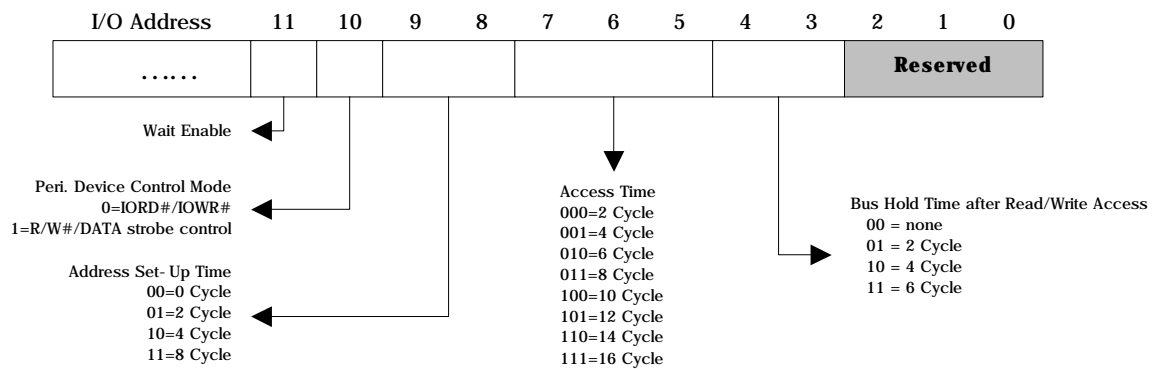 I/O Address 11 10 9 8 7 6 5 4 3 2 1 0
...... Reserved
Wait Enable
Peri. Device Control Mode
0=IORD#/IOWR#
1=R/W#/DATA strobe control
Address Set-Up Time
00=0 Cycle
01=2 Cycle
10=4 Cycle
11=8 Cycle
Access Time
000=2 Cycle
001=4 Cycle
010=6 Cycle
011=8 Cycle
100=10 Cycle
101=12 Cycle
110=14 Cycle
111=16 Cycle
Bus Hold Time after Read/Write Access
00 = none
01 = 2 Cycle
10 = 4 Cycle
11 = 6 Cycle